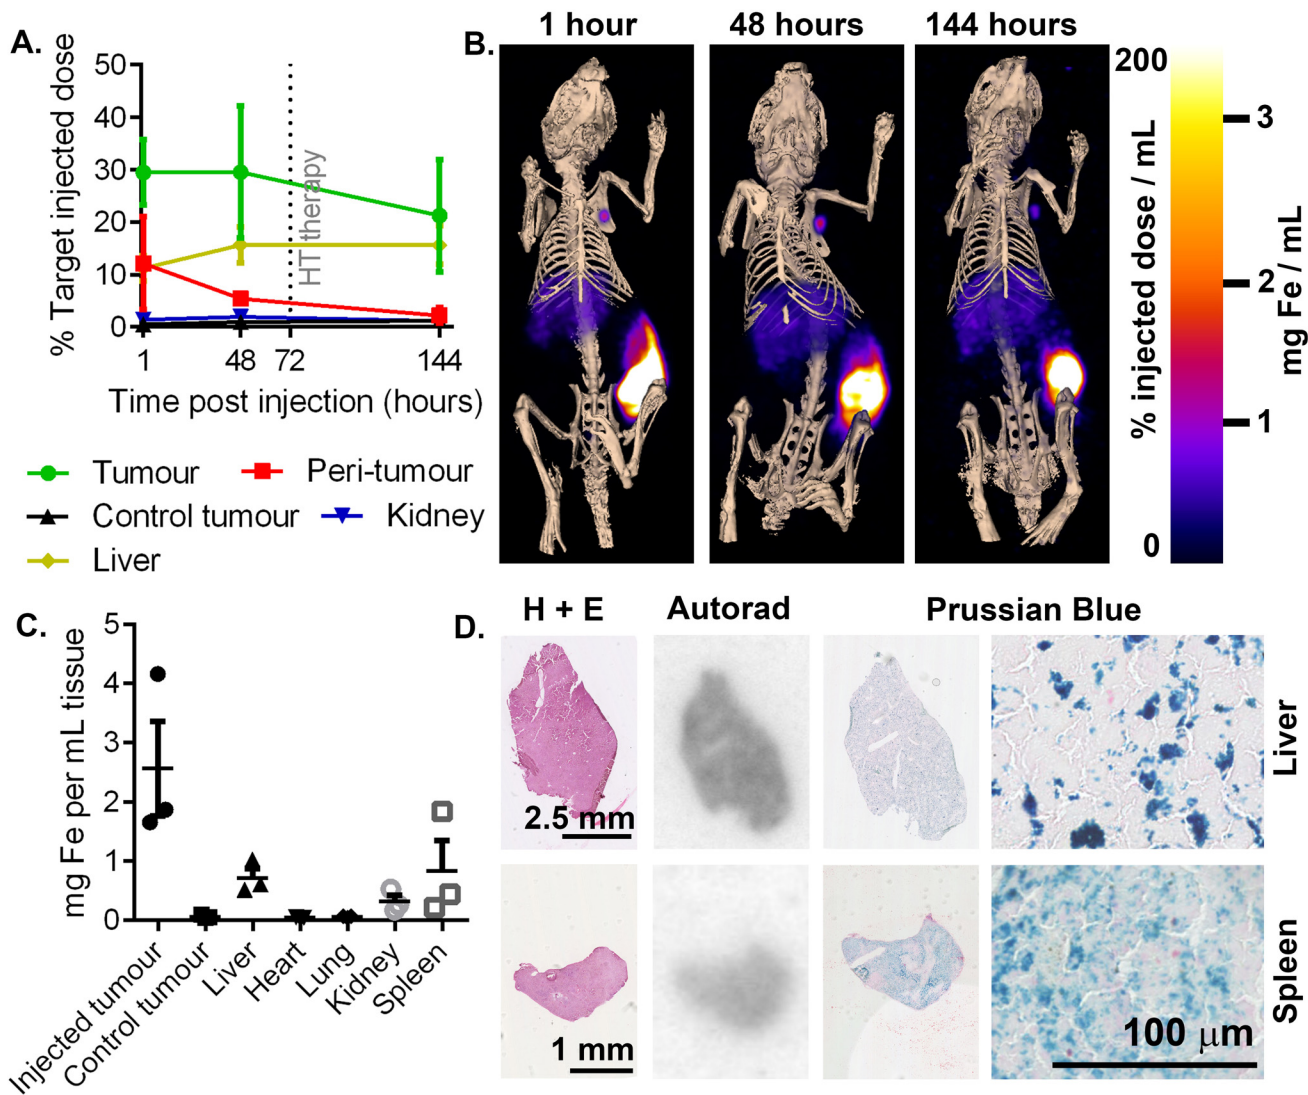 A.
% Target injected dose
50
40
30
20
10
0
1
48
72
144
HT therapy
Time post injection (hours)
Tumour
Peri-tumour
Control tumour
Kidney
Liver
B.
1 hour
48 hours
144 hours
200
0
% injected dose / mL
3
2
1
mg Fe / mL
C.
mg Fe per mL tissue
5
4
3
2
1
0
Injected tumour
Control tumour
Liver
Heart
Lung
Kidney
Spleen
D.
H + E
Autorad
Prussian Blue
2.5 mm
Liver
1 mm
100 μm
Spleen